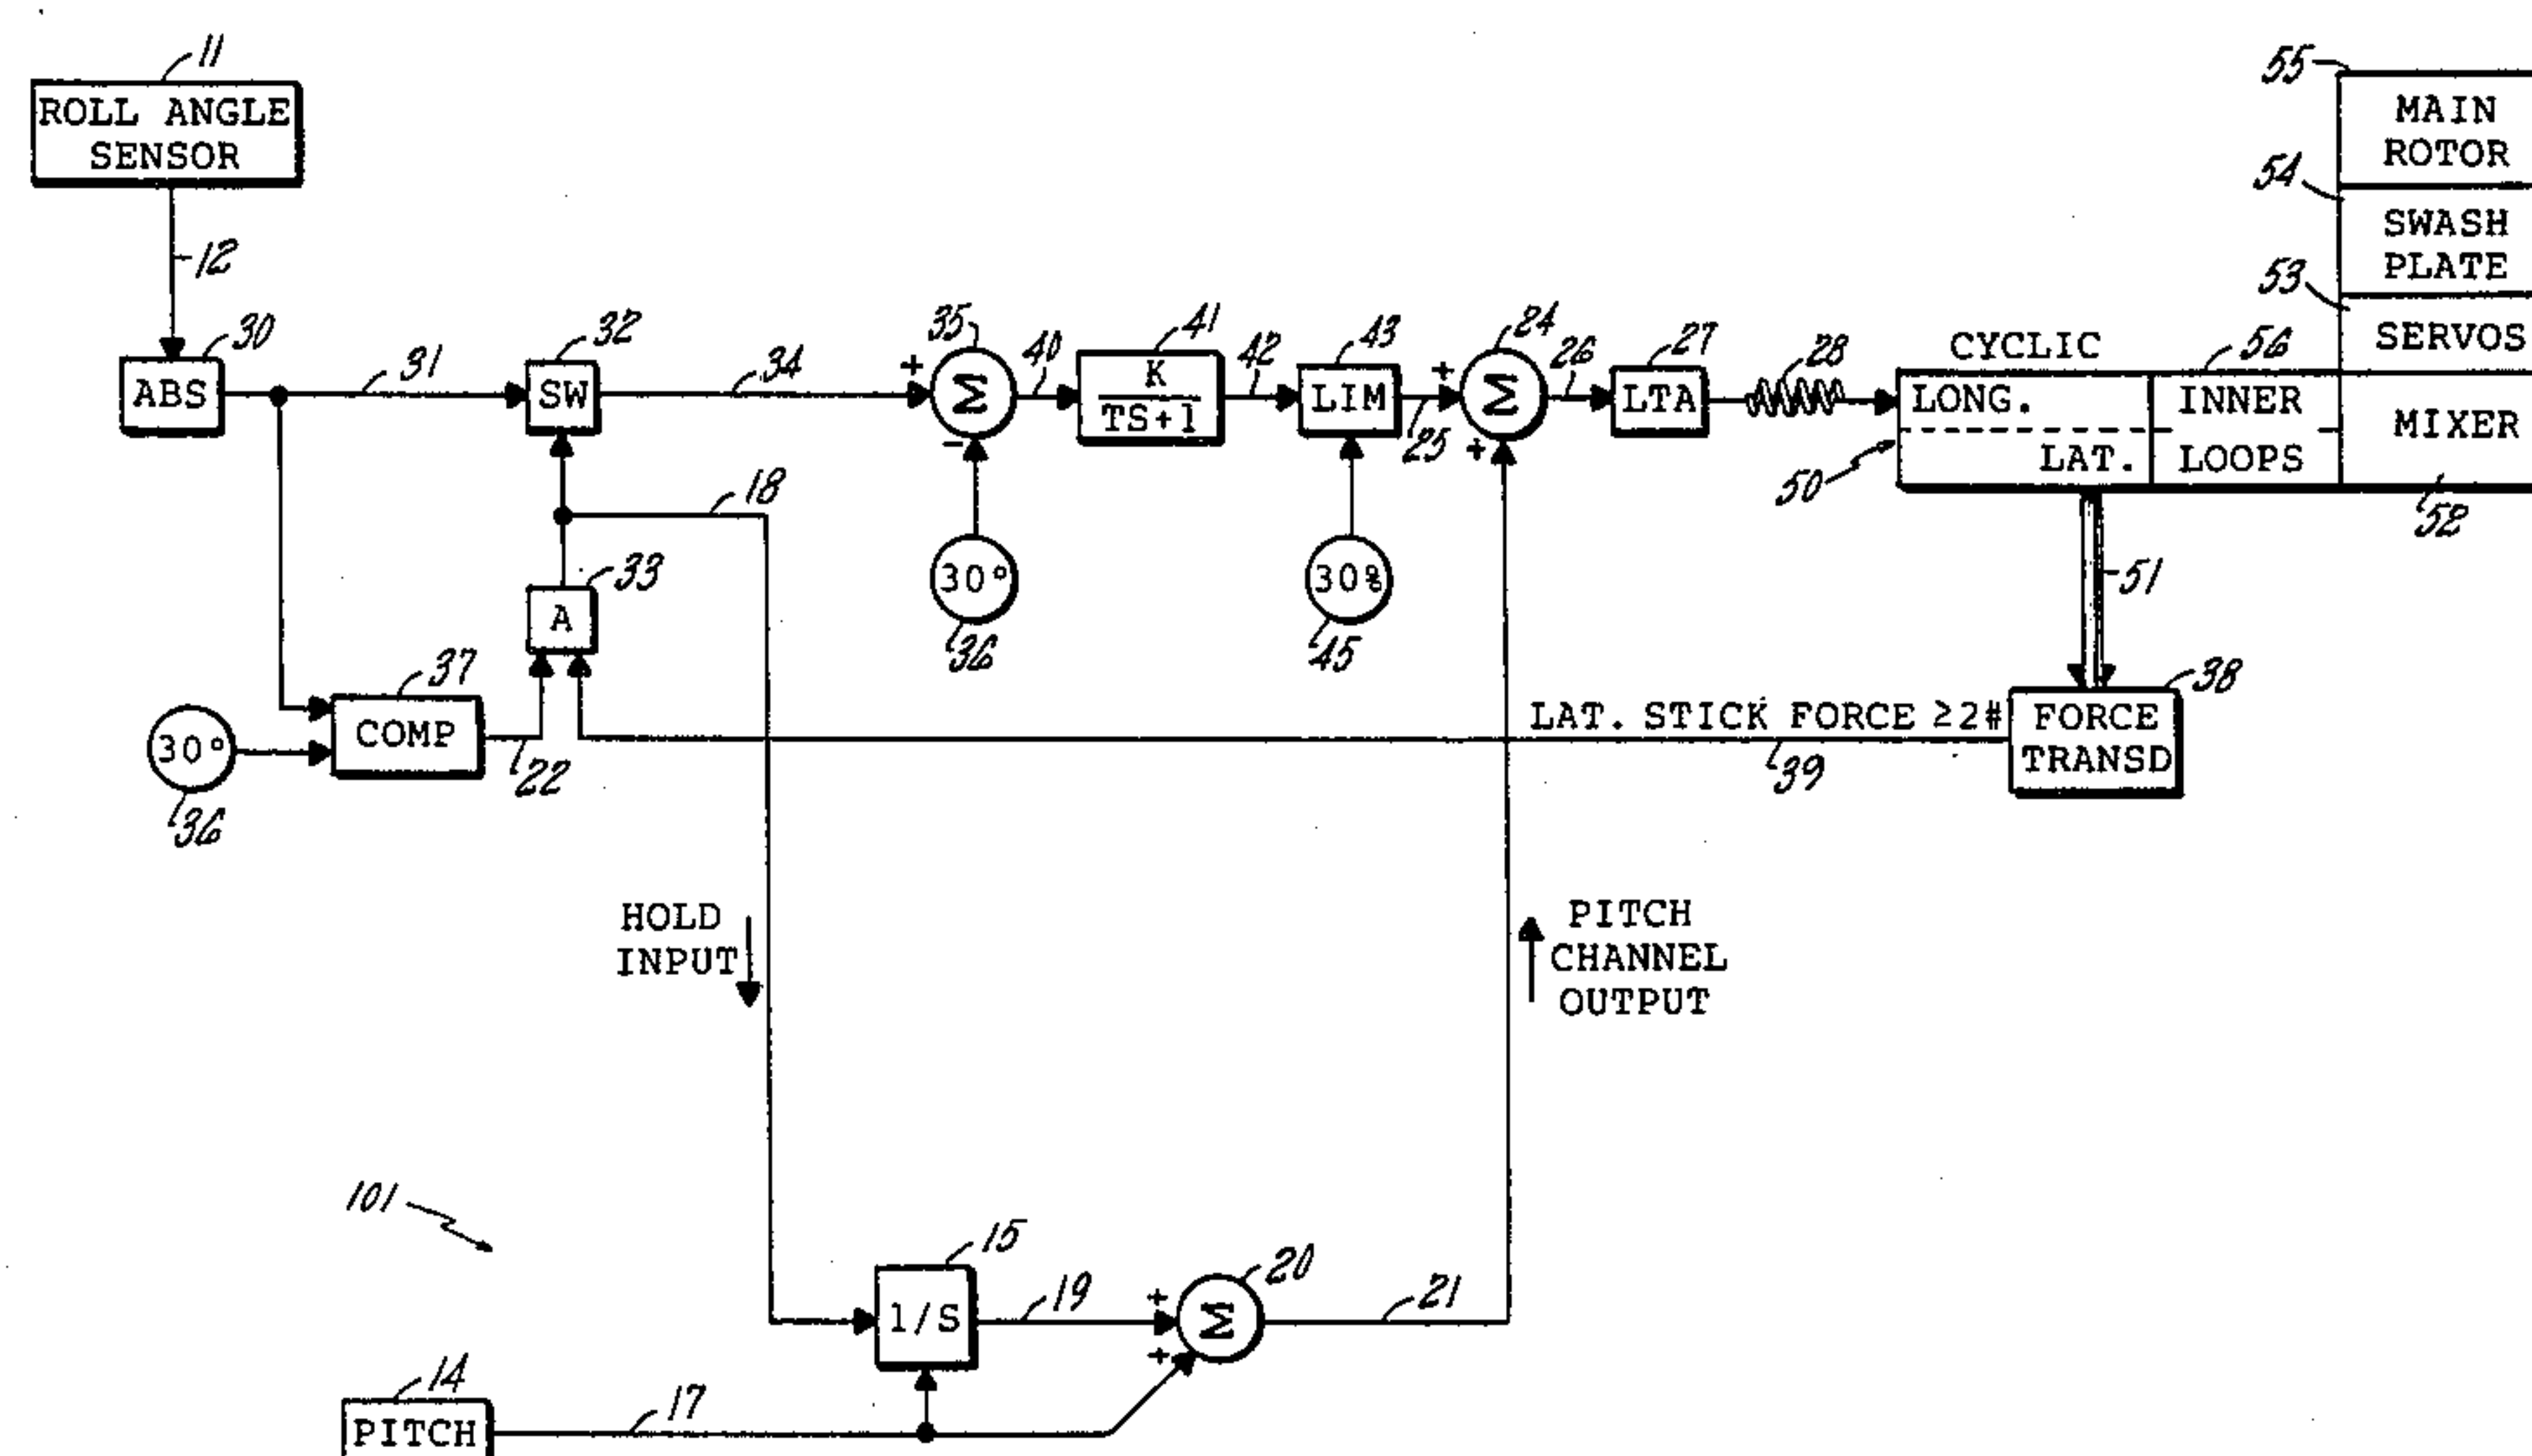 11
ROLL ANGLE
SENSOR
12
30
ABS
31
32
SW
34
35
+
Σ
-
40
41
K
TS+1
42
43
LIM
25
24
+
Σ
+
26
27
LTA
28
CYCLIC
LONG.
LAT.
50
56
INNER
LOOPS
55
MAIN
ROTOR
54
SWASH
PLATE
53
SERVOS
MIXER
52
18
33
A
30°
36
30%
45
51
38
FORCE
TRANSD
LAT. STICK FORCE ≥2#
39
37
COMP
22
30°
36
HOLD
INPUT
PITCH
CHANNEL
OUTPUT
101
15
1/S
19
+
20
Σ
+
21
14
PITCH
17